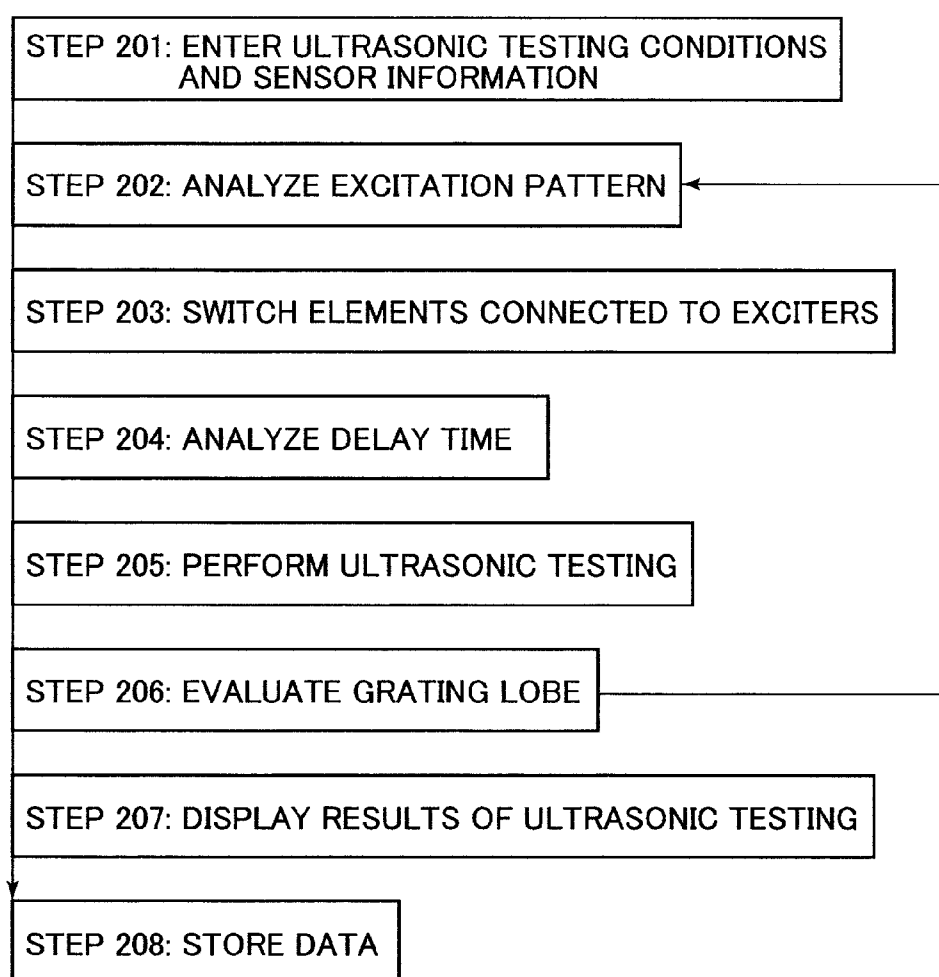 STEP 201: ENTER ULTRASONIC TESTING CONDITIONS
AND SENSOR INFORMATION
STEP 202: ANALYZE EXCITATION PATTERN
STEP 203: SWITCH ELEMENTS CONNECTED TO EXCITERS
STEP 204: ANALYZE DELAY TIME
STEP 205: PERFORM ULTRASONIC TESTING
STEP 206: EVALUATE GRATING LOBE
STEP 207: DISPLAY RESULTS OF ULTRASONIC TESTING
STEP 208: STORE DATA